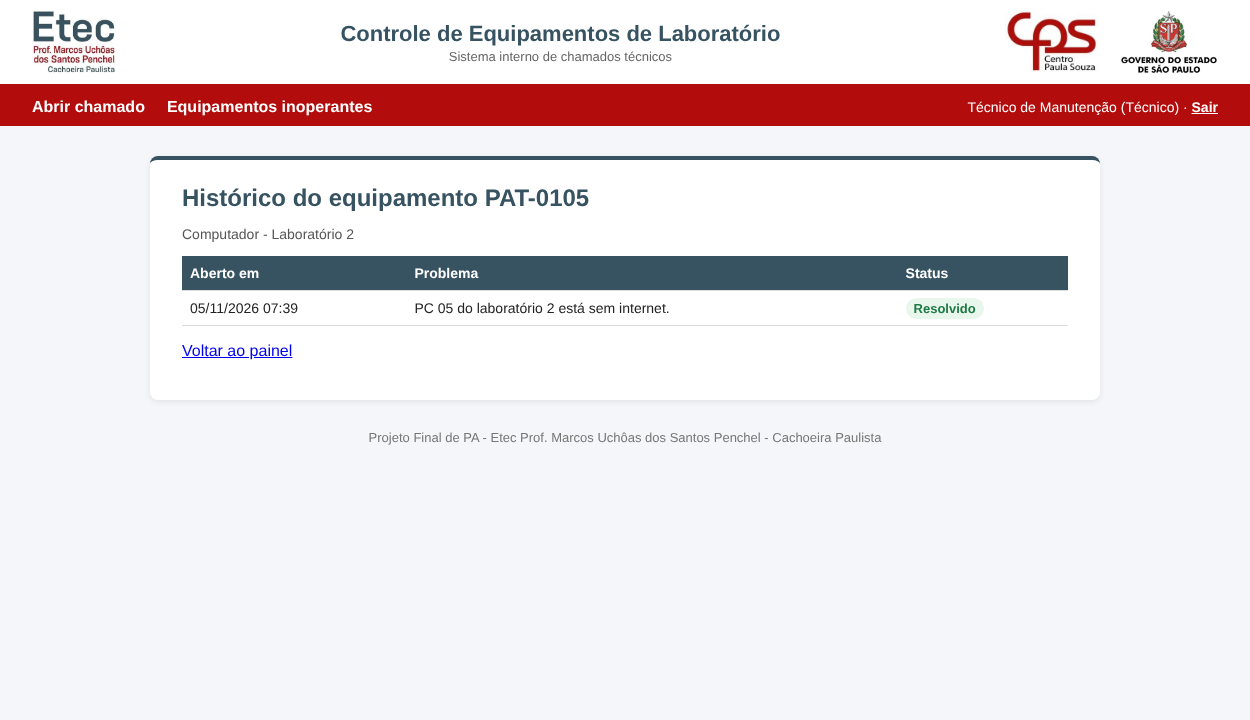 Etec
Prof. Marcos Uchôas
dos Santos Penchel
Cachoeira Paulista
Controle de Equipamentos de Laboratório
Sistema interno de chamados técnicos
CPS
Centro
Paula Souza
GOVERNO DO ESTADO
DE SÃO PAULO
Abrir chamado Equipamentos inoperantes Técnico de Manutenção (Técnico) · Sair
Histórico do equipamento PAT-0105
Computador - Laboratório 2
Aberto em Problema Status
05/11/2026 07:39 PC 05 do laboratório 2 está sem internet. Resolvido
Voltar ao painel
Projeto Final de PA - Etec Prof. Marcos Uchôas dos Santos Penchel - Cachoeira Paulista